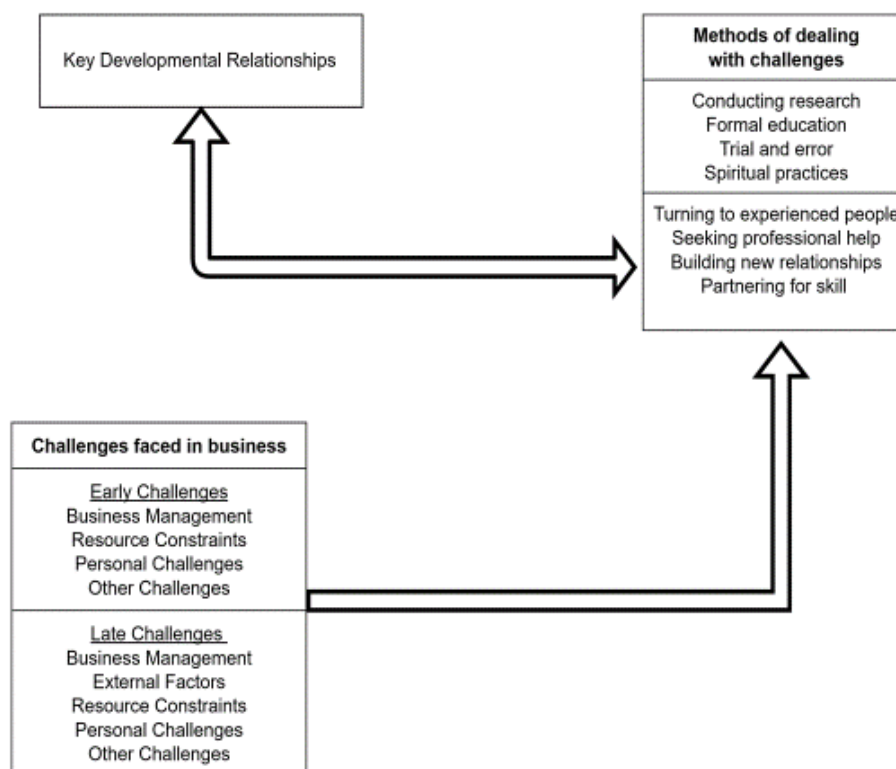 Key Developmental Relationships
Methods of dealing
with challenges
Conducting research
Formal education
Trial and error
Spiritual practices
Turning to experienced people
Seeking professional help
Building new relationships
Partnering for skill
Challenges faced in business
Early Challenges
Business Management
Resource Constraints
Personal Challenges
Other Challenges
Late Challenges
Business Management
External Factors
Resource Constraints
Personal Challenges
Other Challenges